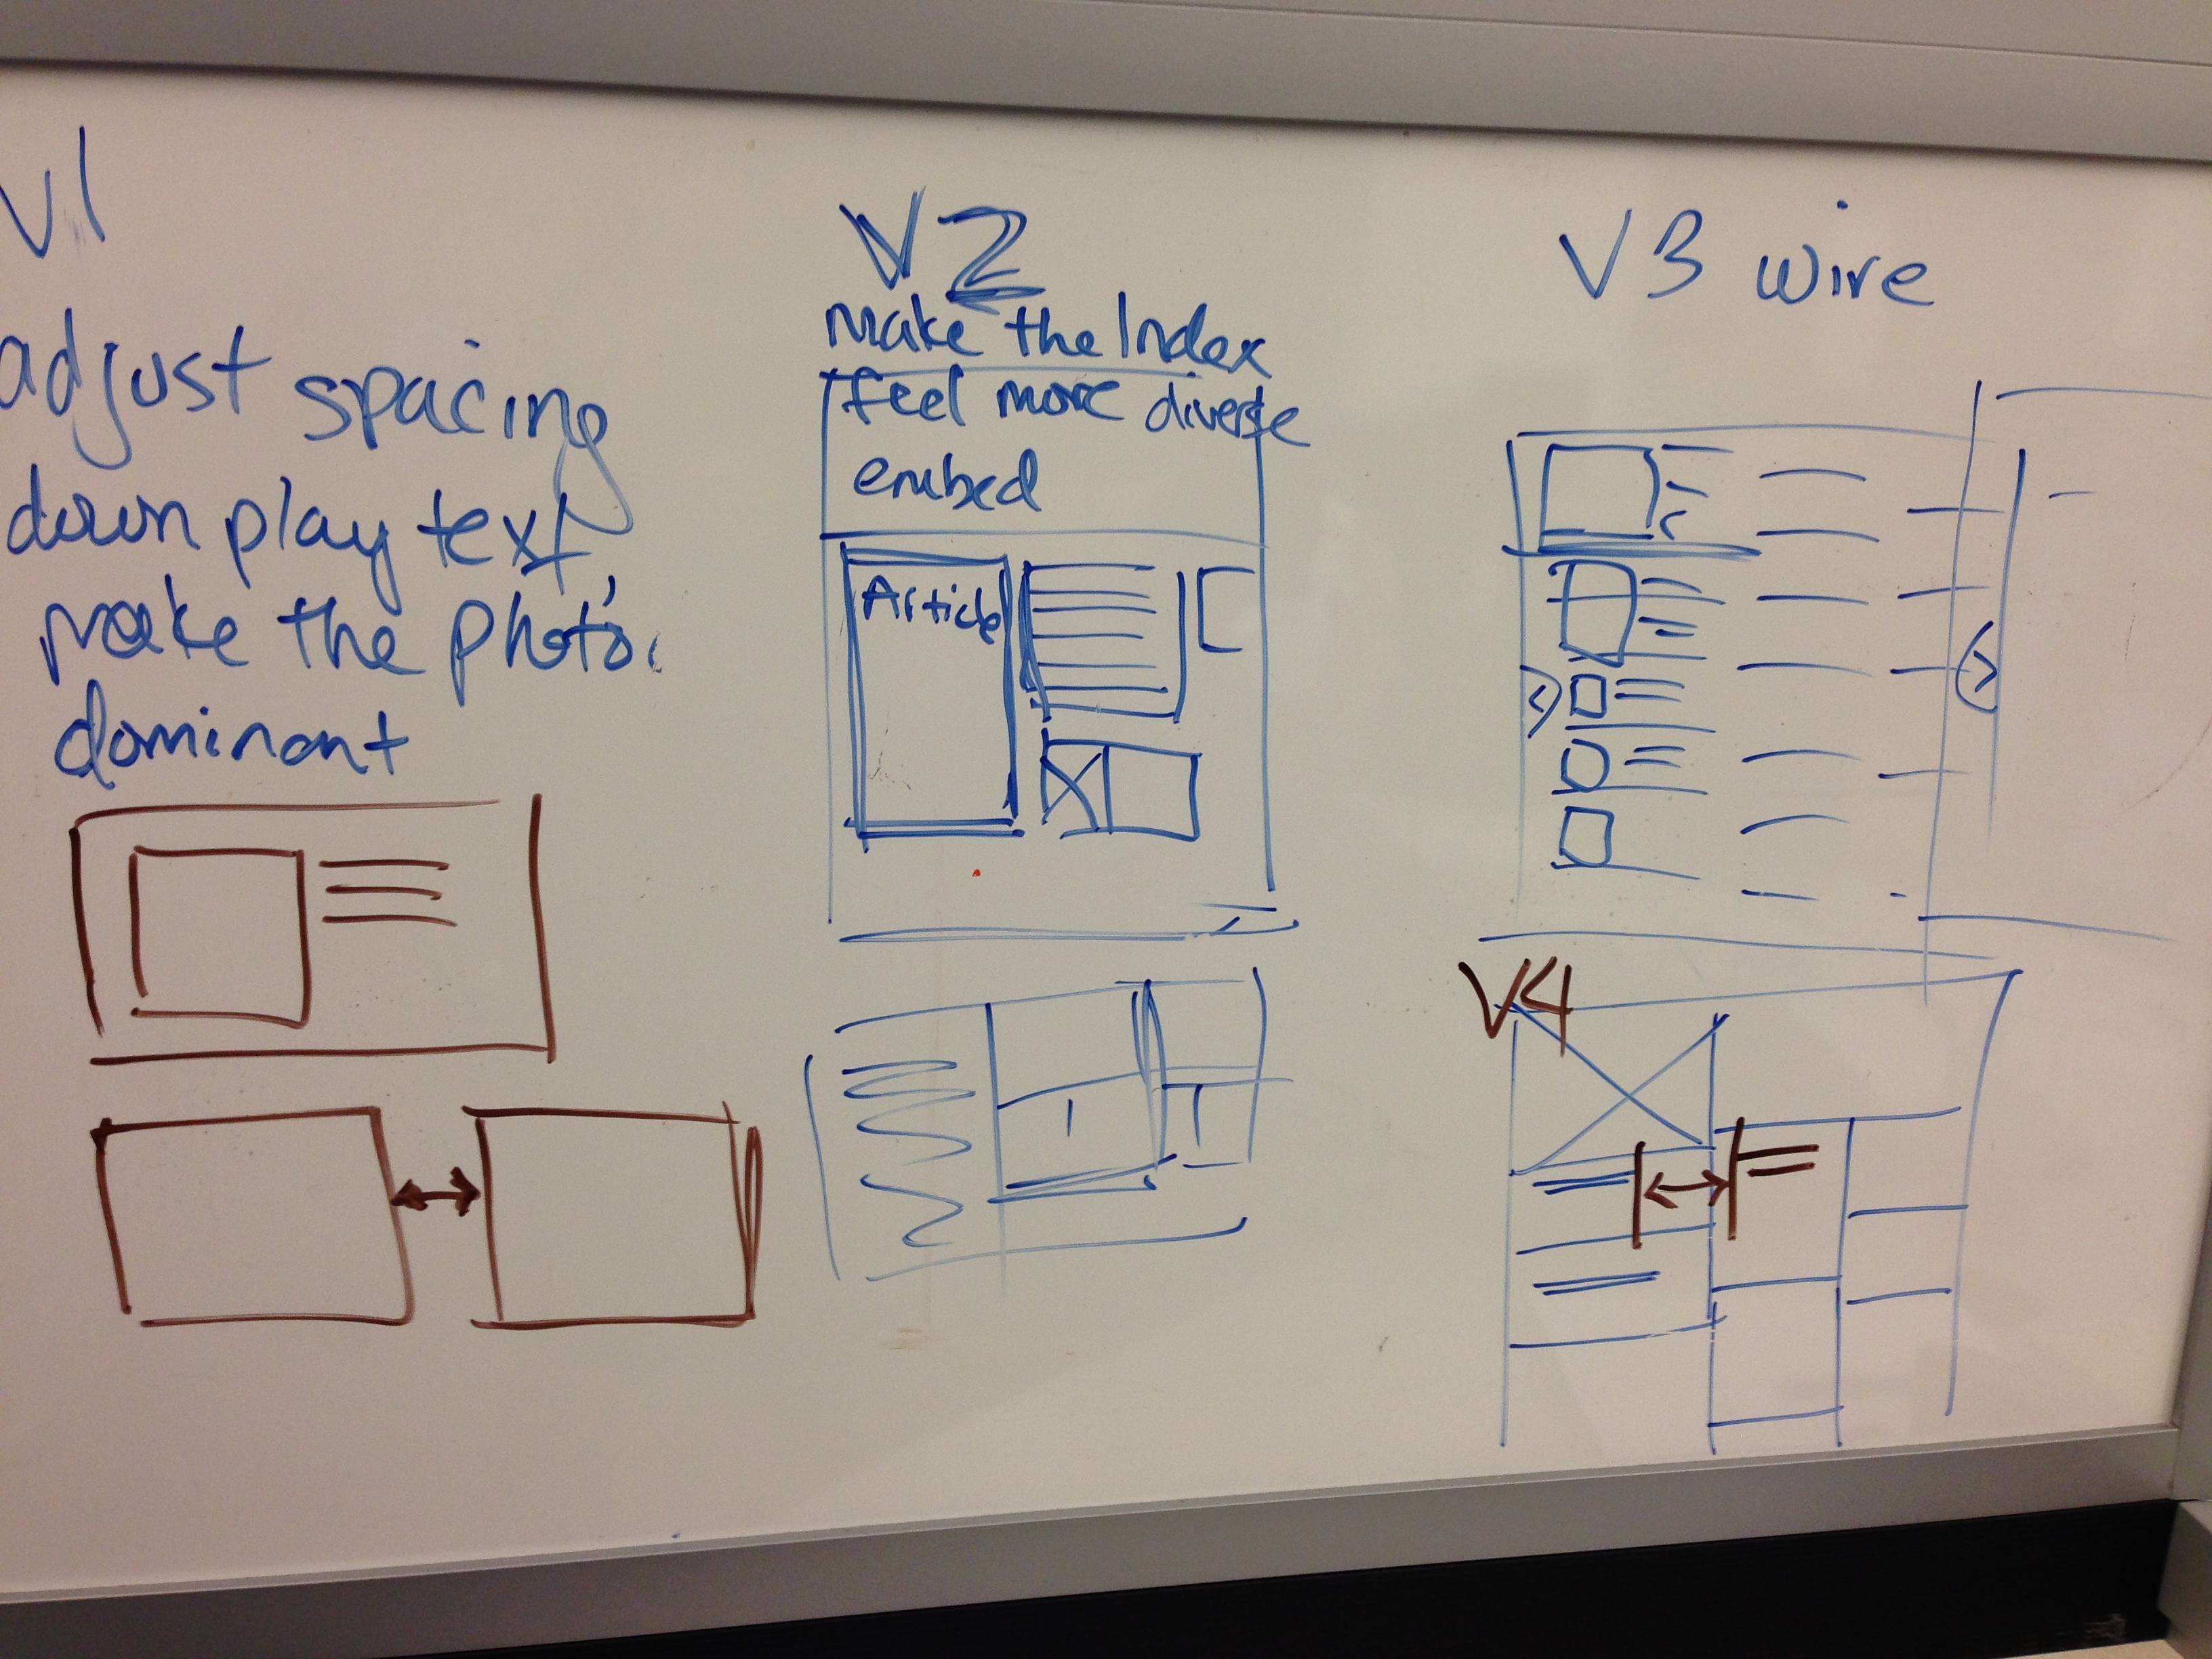 V1
adjust spacing
down play text,
make the photo's
dominant
V2
make the Index
feel more diverse
embed
Article
V3 wire
V4